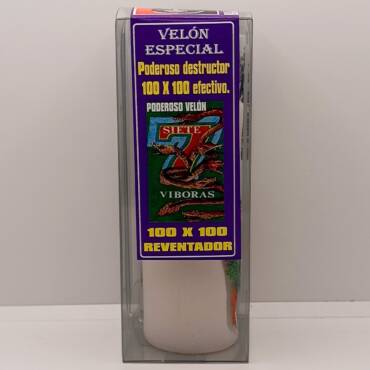 VELÓN
ESPECIAL
Poderoso destructor
100 X 100 efectivo.
PODEROSO VELÓN
7
SIETE
VIBORAS
100 X 100
REVENTADOR